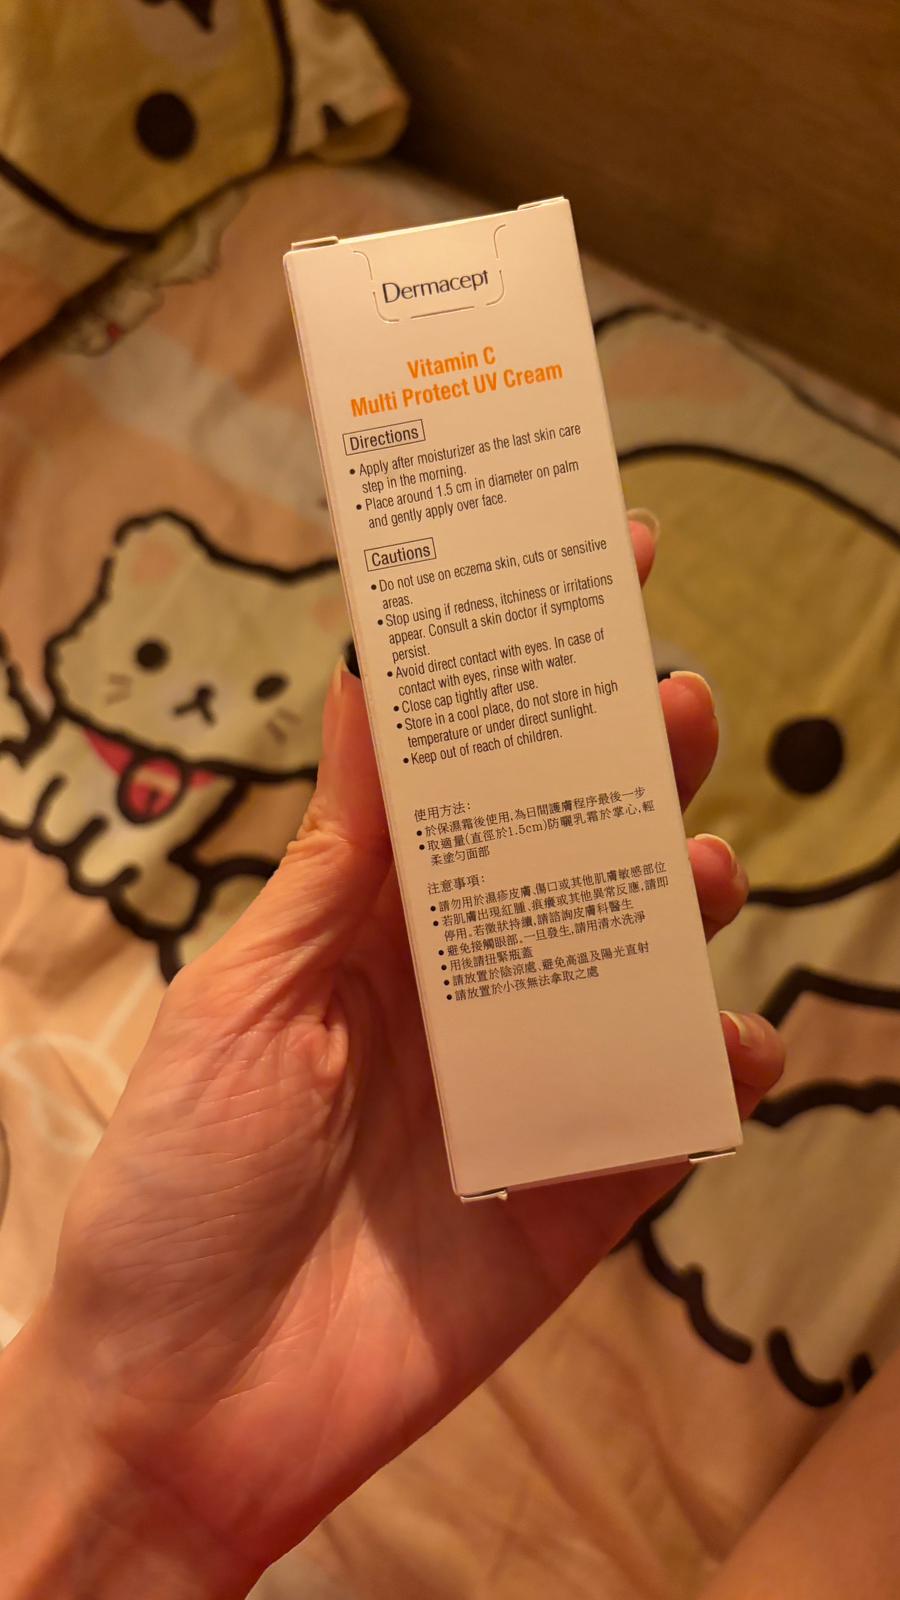 Dermacept
Vitamin C
Multi Protect UV Cream
Directions
• Apply after moisturizer as the last skin care
step in the morning.
• Place around 1.5 cm in diameter on palm
and gently apply over face.
Cautions
• Do not use on eczema skin, cuts or sensitive
areas.
• Stop using if redness, itchiness or irritations
appear. Consult a skin doctor if symptoms
persist.
• Avoid direct contact with eyes. In case of
contact with eyes, rinse with water.
• Close cap tightly after use.
• Store in a cool place, do not store in high
temperature or under direct sunlight.
• Keep out of reach of children.
使用方法：
• 於保濕霜後使用，為日間護膚程序最後一步
• 取適量(直徑於1.5cm)防曬乳霜於掌心，輕
柔塗勻面部
注意事項：
• 請勿用於濕疹皮膚、傷口或其他肌膚敏感部位
• 若肌膚出現紅腫、痕癢或其他異常反應，請即
停用。若徵狀持續，請諮詢皮膚科醫生
• 避免接觸眼部。一旦發生，請用清水洗淨
• 用後請扭緊瓶蓋
• 請放置於陰涼處、避免高溫及陽光直射
• 請放置於小孩無法拿取之處